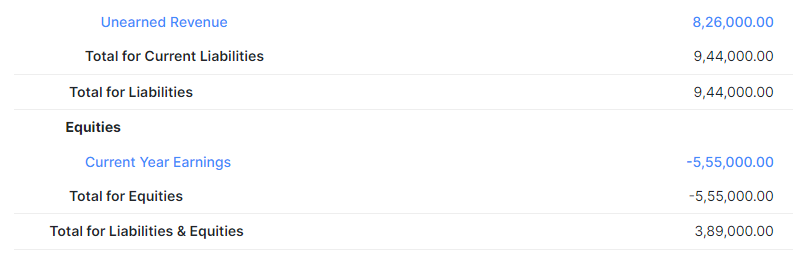 Unearned Revenue 8,26,000.00
Total for Current Liabilities 9,44,000.00
Total for Liabilities 9,44,000.00
Equities
Current Year Earnings -5,55,000.00
Total for Equities -5,55,000.00
Total for Liabilities & Equities 3,89,000.00